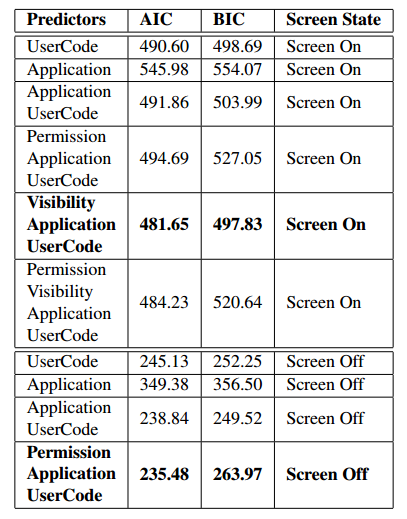 Predictors AIC BIC Screen State
UserCode 490.60 498.69 Screen On
Application 545.98 554.07 Screen On
Application
UserCode 491.86 503.99 Screen On
Permission
Application 494.69 527.05 Screen On
UserCode
Visibility
Application 481.65 497.83 Screen On
UserCode
Permission
Visibility
Application 484.23 520.64 Screen On
UserCode
UserCode 245.13 252.25 Screen Off
Application 349.38 356.50 Screen Off
Application
UserCode 238.84 249.52 Screen Off
Permission
Application 235.48 263.97 Screen Off
UserCode